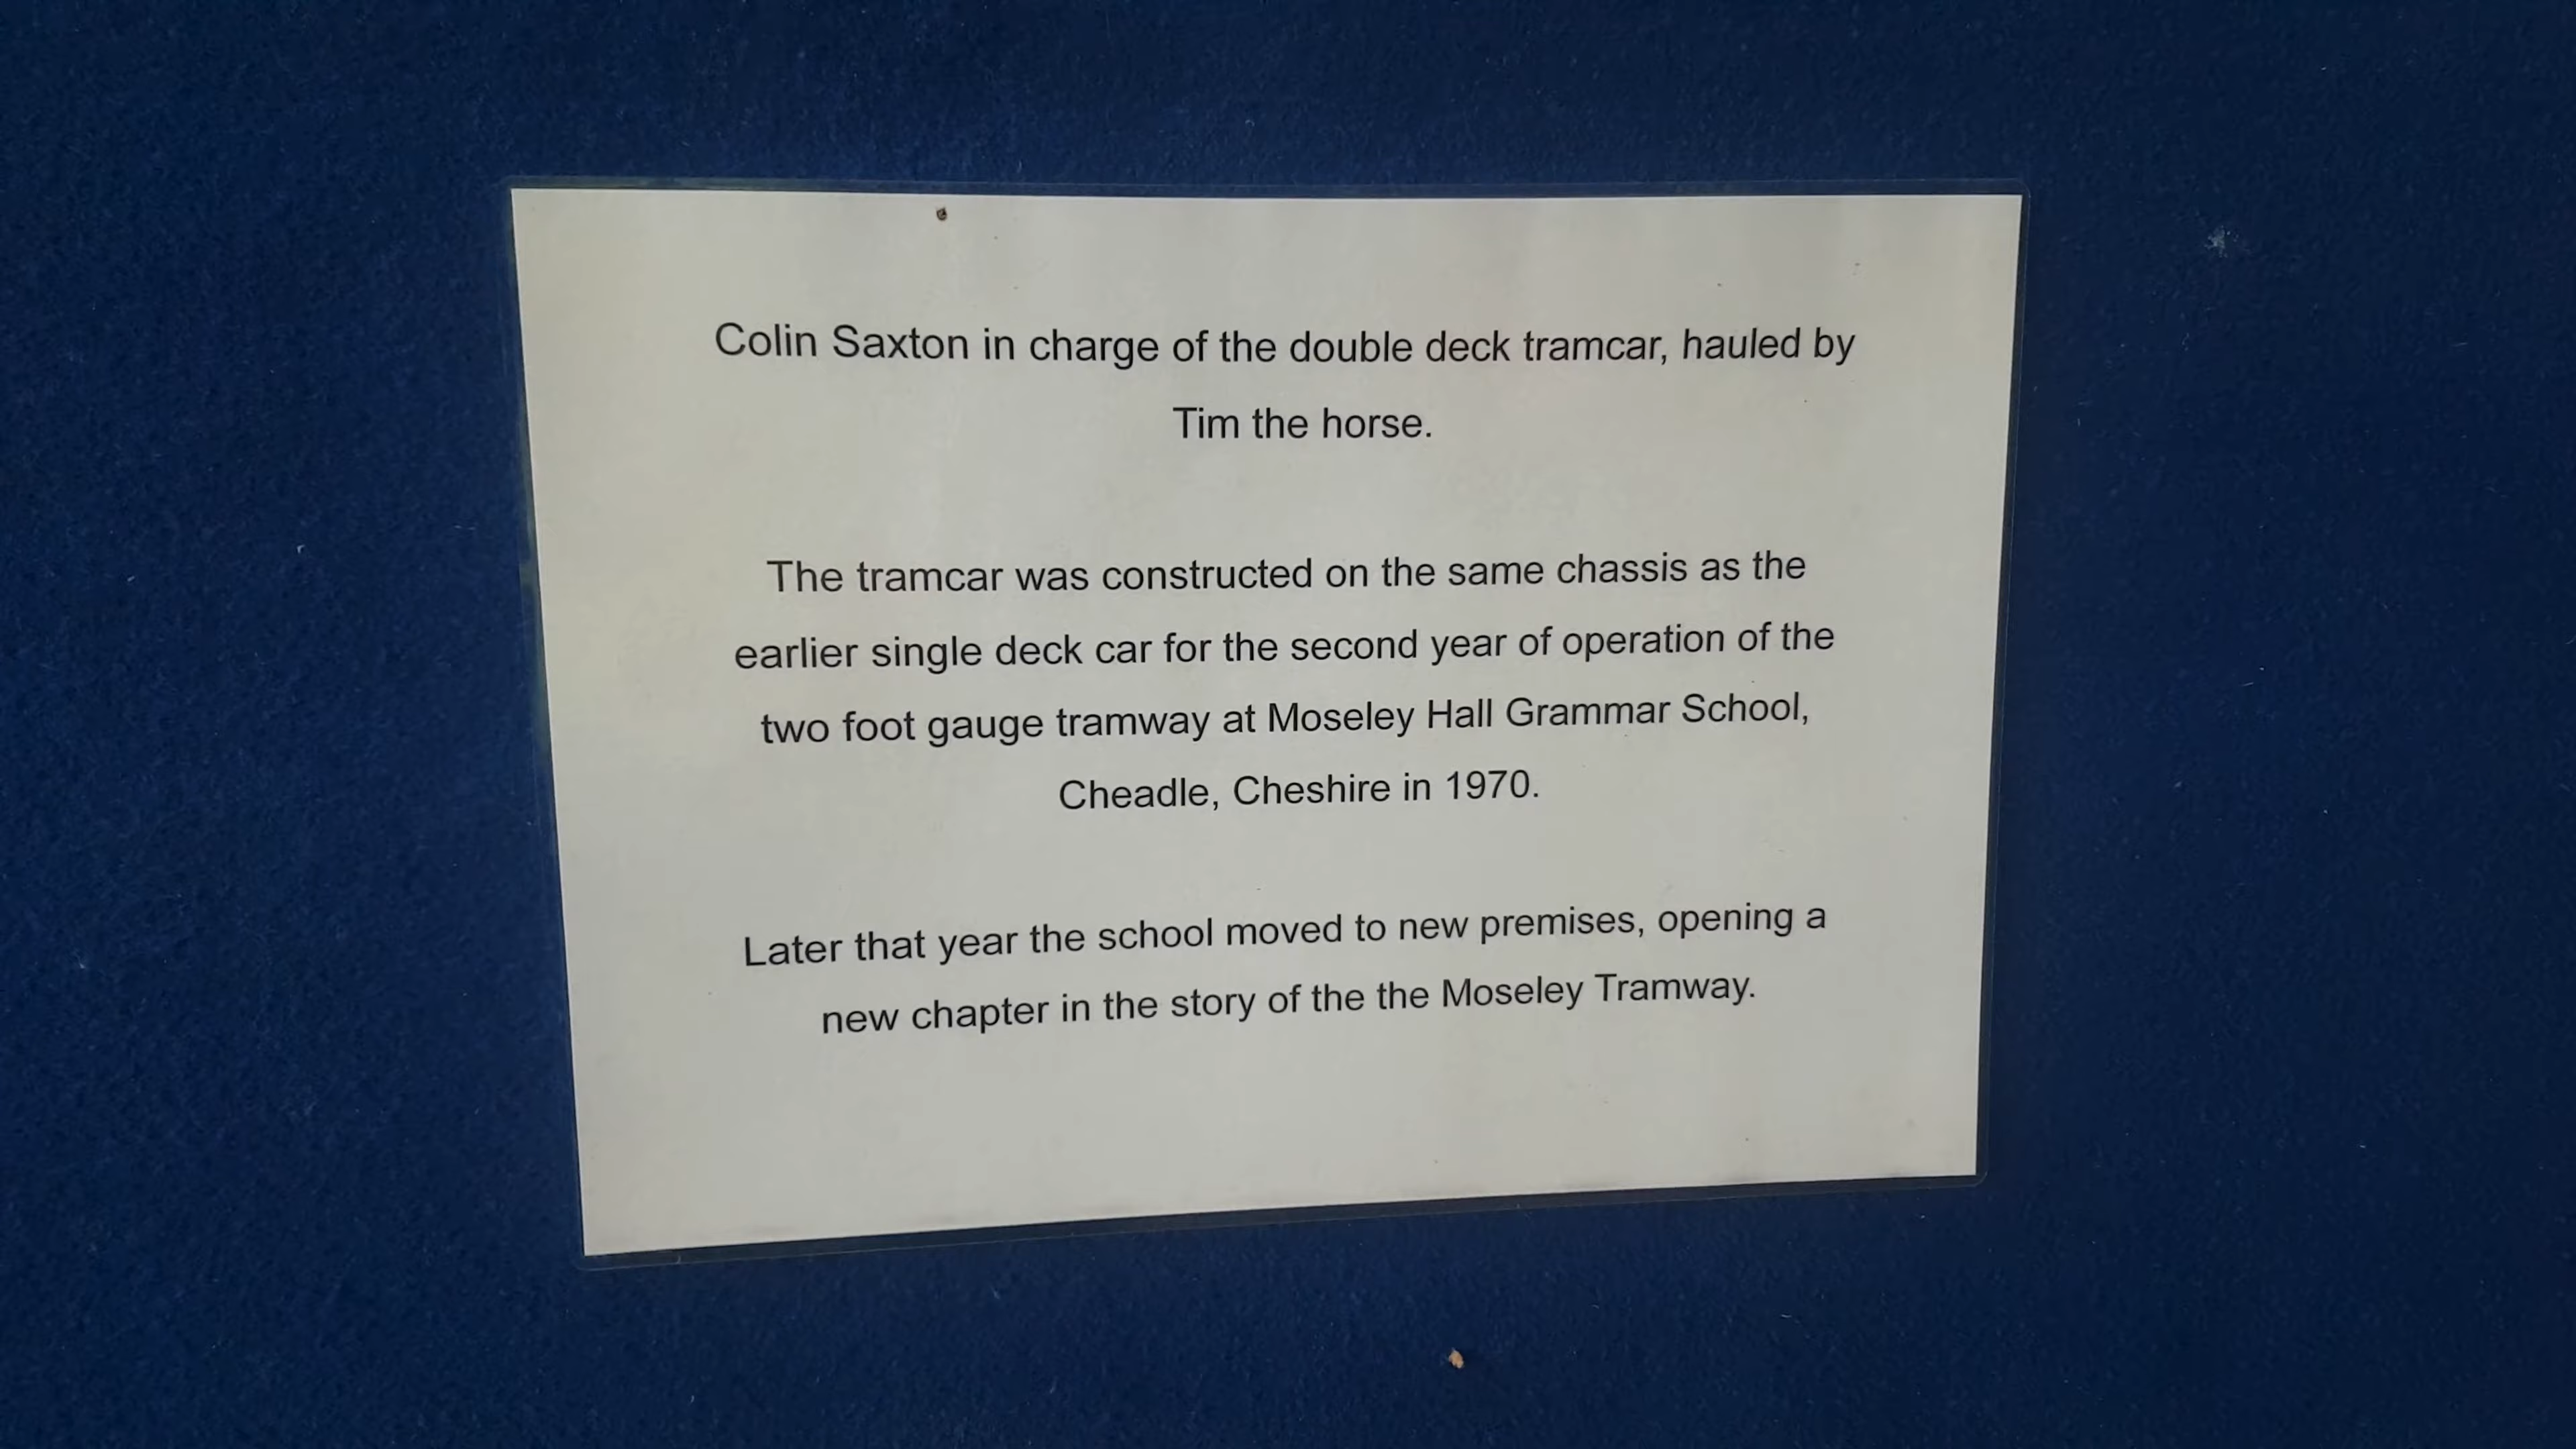 Colin Saxton in charge of the double deck tramcar, hauled by
Tim the horse.
The tramcar was constructed on the same chassis as the
earlier single deck car for the second year of operation of the
two foot gauge tramway at Moseley Hall Grammar School,
Cheadle, Cheshire in 1970.
Later that year the school moved to new premises, opening a
new chapter in the story of the the Moseley Tramway.